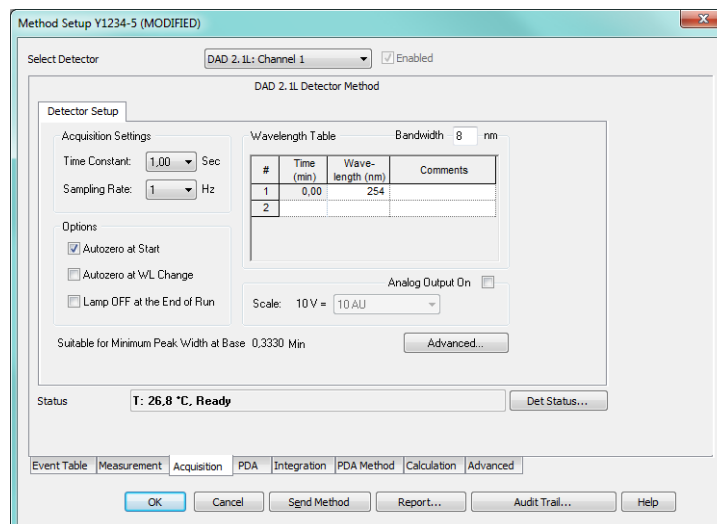 Method Setup Y1234-5 (MODIFIED)
Select Detector DAD 2.1L: Channel 1 Enabled
DAD 2.1L Detector Method
Detector Setup
Acquisition Settings
Time Constant: 1,00 Sec
Sampling Rate: 1 Hz
Wavelength Table Bandwidth 8 nm
# Time (min) Wave-length (nm) Comments
1 0,00 254
2
Options
Autozero at Start
Autozero at WL Change
Lamp OFF at the End of Run
Analog Output On
Scale: 10 V = 10 AU
Suitable for Minimum Peak Width at Base 0,3330 Min Advanced...
Status T: 26,8 °C, Ready Det Status...
Event Table Measurement Acquisition PDA Integration PDA Method Calculation Advanced
OK Cancel Send Method Report... Audit Trail... Help